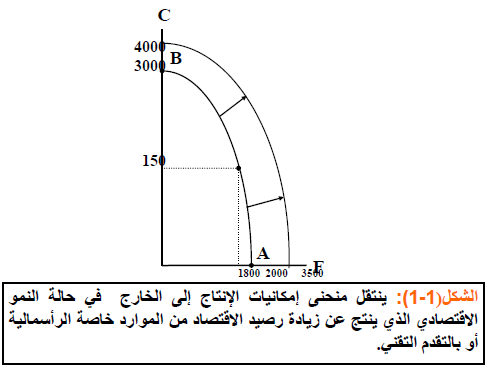 C
4000
3000
B
150
A
F
1800 2000 3500
الشكل(1-1): ينتقل منحنى إمكانيات الإنتاج إلى الخارج في حالة النمو
الاقتصادي الذي ينتج عن زيادة رصيد الاقتصاد من الموارد خاصة الرأسمالية
أو بالتقدم التقني.